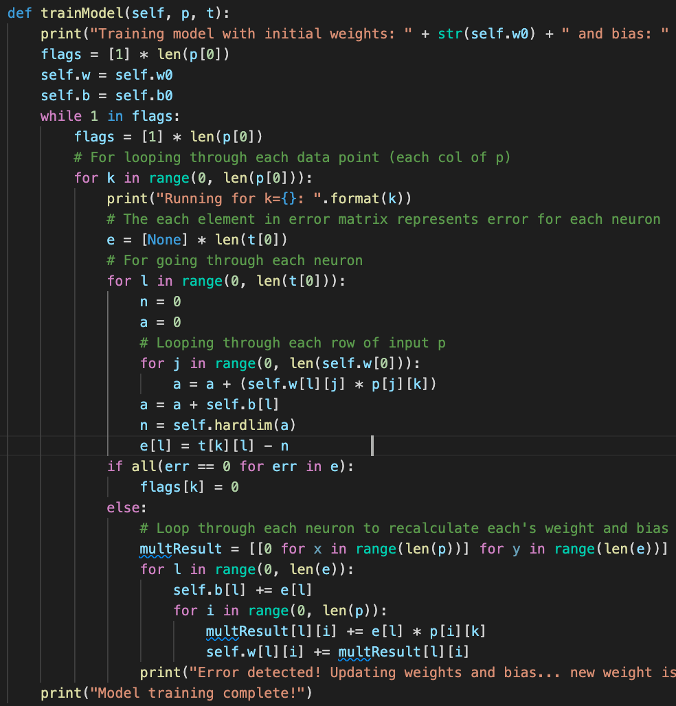 def trainModel(self, p, t):
    print("Training model with initial weights: " + str(self.w0) + " and bias: "
    flags = [1] * len(p[0])
    self.w = self.w0
    self.b = self.b0
    while 1 in flags:
        flags = [1] * len(p[0])
        # For looping through each data point (each col of p)
        for k in range(0, len(p[0])):
            print("Running for k={}: ".format(k))
            # The each element in error matrix represents error for each neuron
            e = [None] * len(t[0])
            # For going through each neuron
            for l in range(0, len(t[0])):
                n = 0
                a = 0
                # Looping through each row of input p
                for j in range(0, len(self.w[0])):
                    a = a + (self.w[l][j] * p[j][k])
                a = a + self.b[l]
                n = self.hardlim(a)
                e[l] = t[k][l] - n
            if all(err == 0 for err in e):
                flags[k] = 0
            else:
                # Loop through each neuron to recalculate each's weight and bias
                multResult = [[0 for x in range(len(p))] for y in range(len(e))]
                for l in range(0, len(e)):
                    self.b[l] += e[l]
                    for i in range(0, len(p)):
                        multResult[l][i] += e[l] * p[i][k]
                        self.w[l][i] += multResult[l][i]
                print("Error detected! Updating weights and bias... new weight is
    print("Model training complete!")